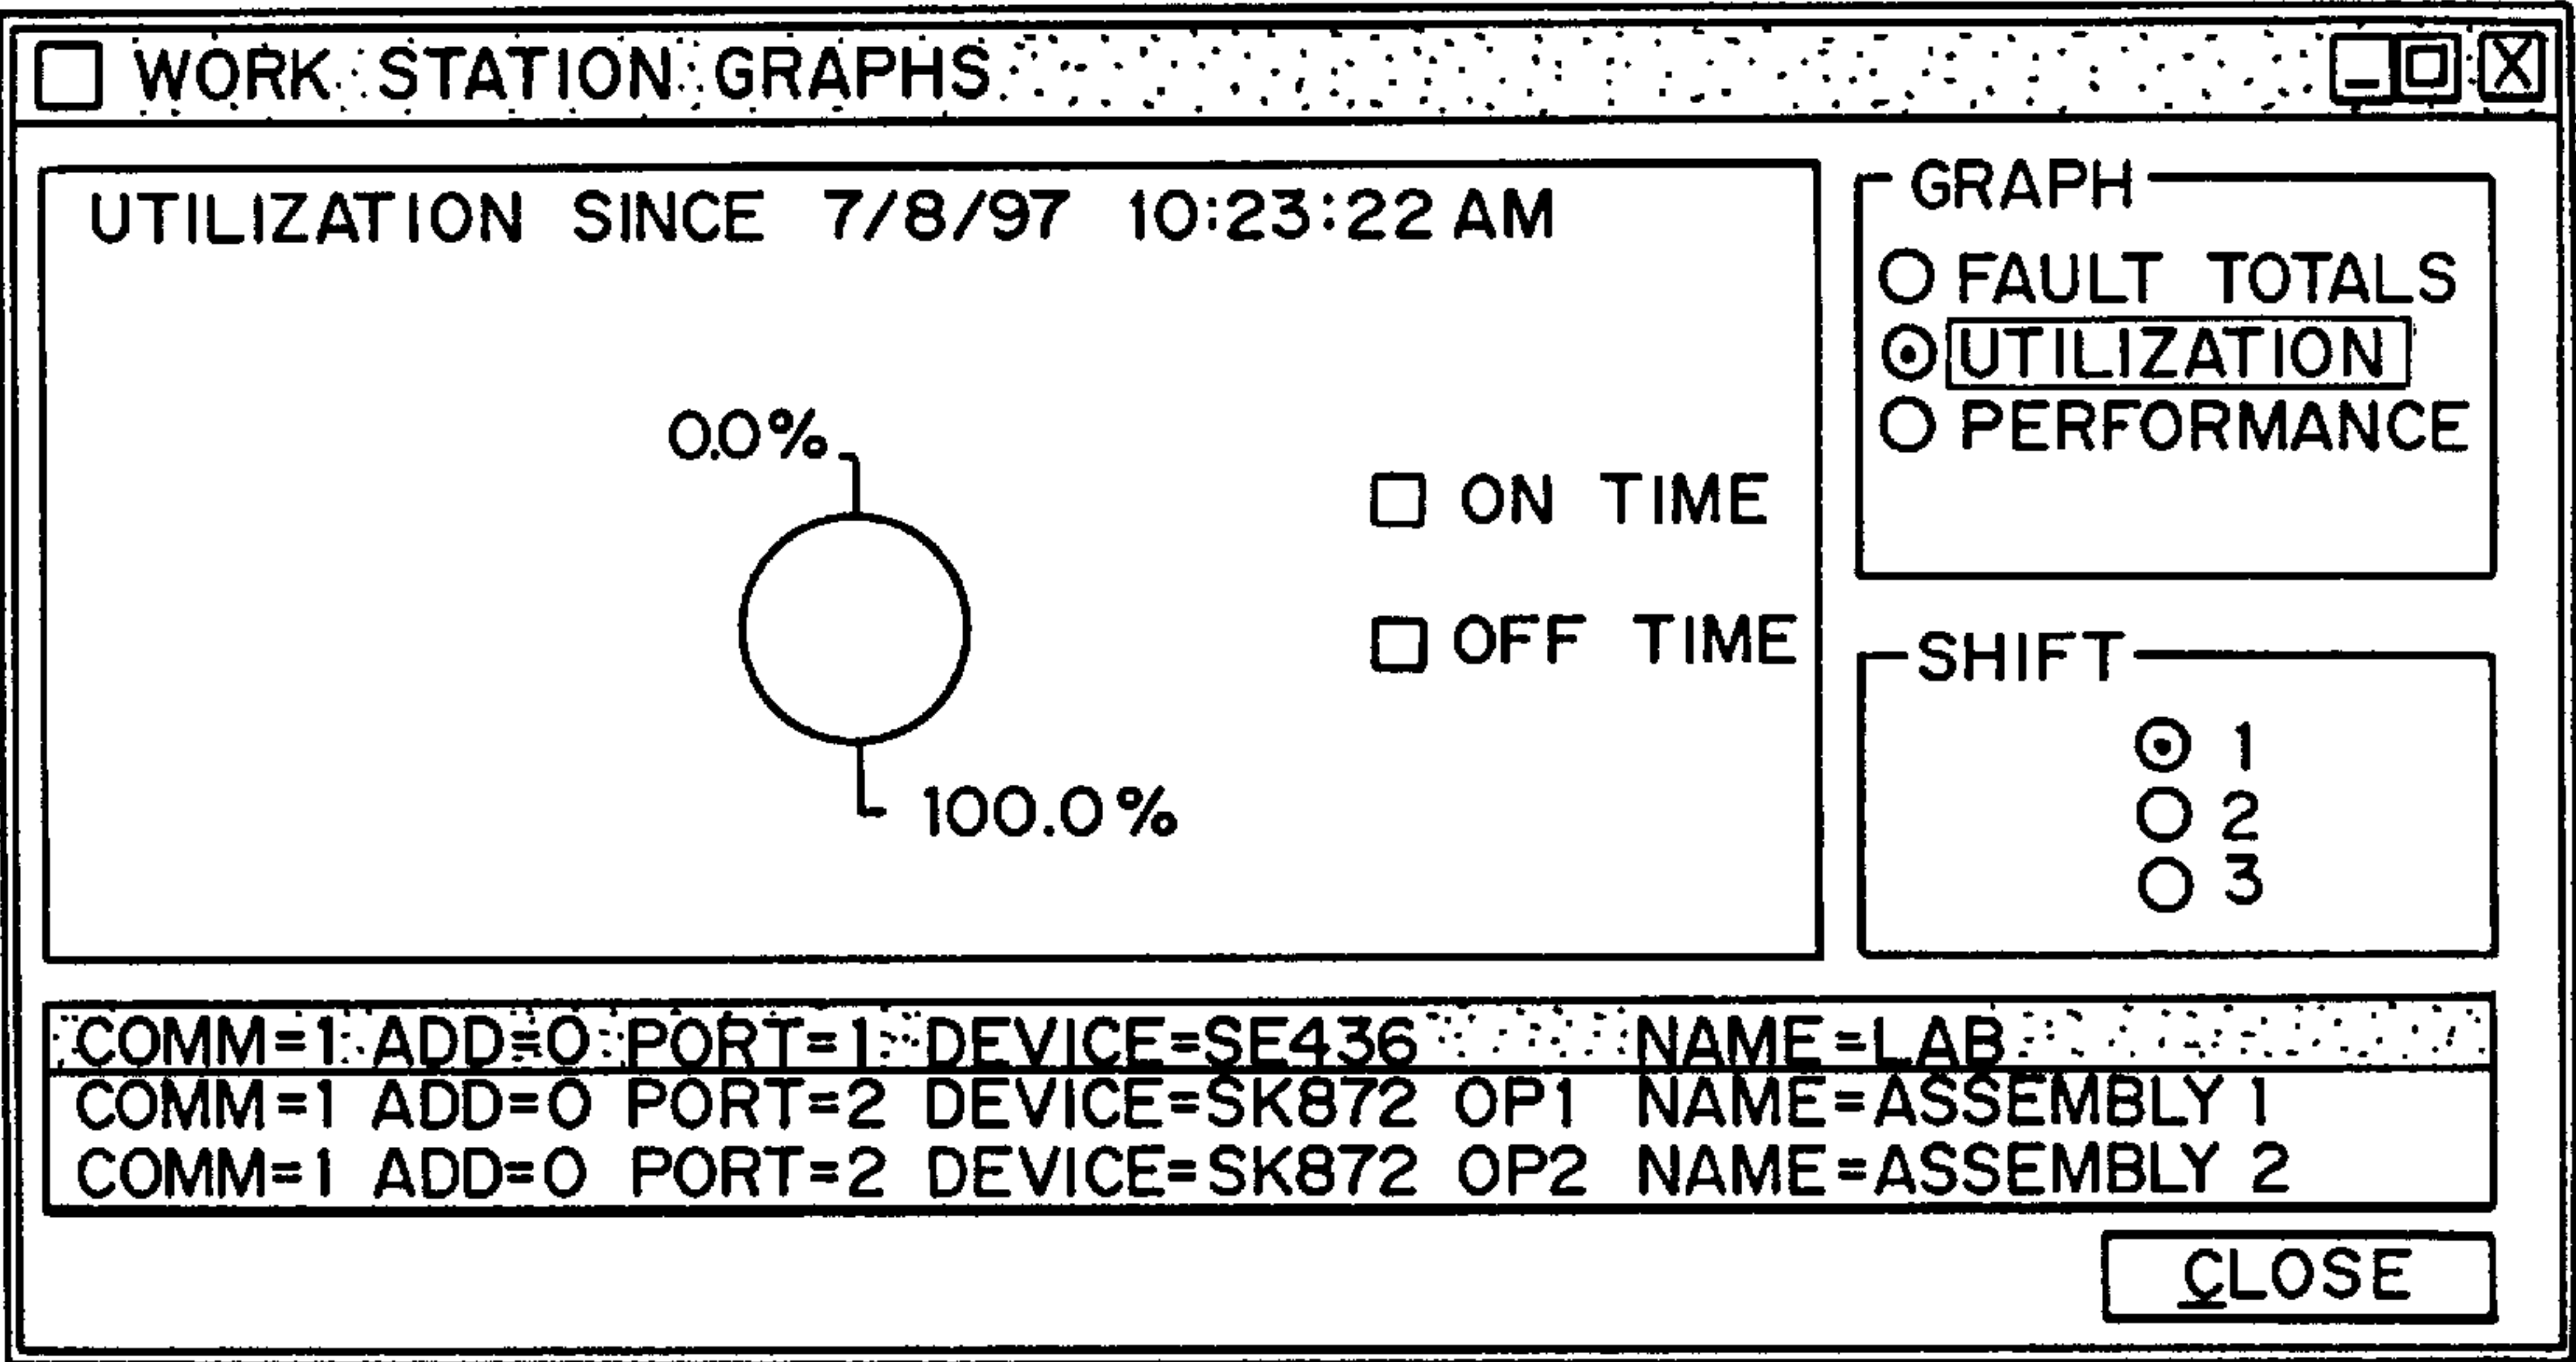 WORK STATION GRAPHS
UTILIZATION SINCE 7/8/97 10:23:22 AM
0.0%
100.0%
ON TIME
OFF TIME
GRAPH
FAULT TOTALS
UTILIZATION
PERFORMANCE
SHIFT
1
2
3
COMM=1 ADD=0 PORT=1 DEVICE=SE436 NAME=LAB
COMM=1 ADD=0 PORT=2 DEVICE=SK872 OP1 NAME=ASSEMBLY 1
COMM=1 ADD=0 PORT=2 DEVICE=SK872 OP2 NAME=ASSEMBLY 2
CLOSE